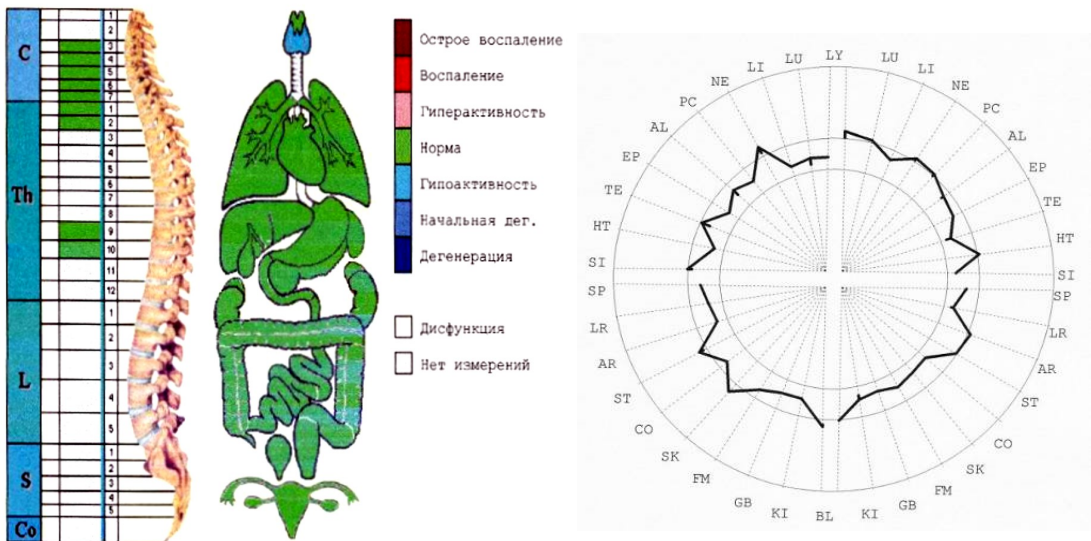 C
1
2
3
4
5
6
7
Th
1
2
3
4
5
6
7
8
9
10
11
12
L
1
2
3
4
5
S
1
2
3
4
5
Co
Острое воспаление
Воспаление
Гиперактивность
Норма
Гипоактивность
Начальная дег.
Дегенерация
Дисфункция
Нет измерений
LY
LU
LI
NE
PC
AL
EP
TE
HT
SI
SP
LR
AR
ST
CO
SK
FM
GB
KI
BL
KI
GB
FM
SK
CO
ST
AR
LR
SP
SI
HT
TE
EP
AL
PC
NE
LI
LU